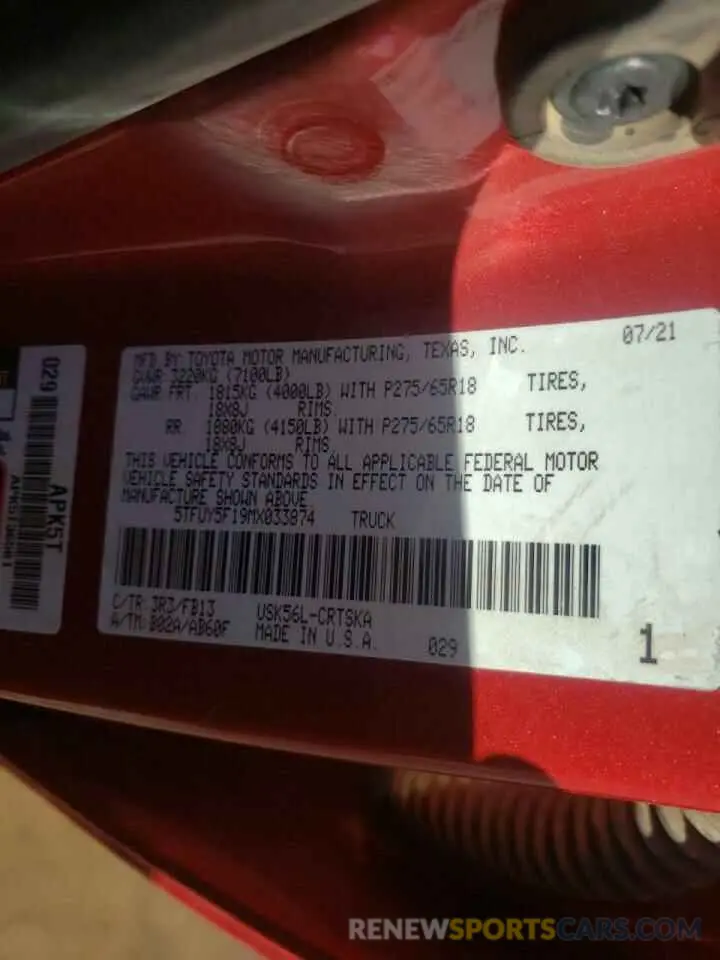 07/21
MFD BY: TOYOTA MOTOR MANUFACTURING, TEXAS, INC.
GVWR 3220KG (7100LB)
GAWR FRT. 1815KG (4000LB) WITH P275/65R18 TIRES,
18X8J RIMS.
RR. 1880KG (4150LB) WITH P275/65R18 TIRES,
18X8J RIMS.
THIS VEHICLE CONFORMS TO ALL APPLICABLE FEDERAL MOTOR
VEHICLE SAFETY STANDARDS IN EFFECT ON THE DATE OF
MANUFACTURE SHOWN ABOVE.
5TFUY5F19MX033874 TRUCK
C/TR: 3R3/FB13 USK56L-CRTSKA
A/TM: B02A/AB60F MADE IN U.S.A. 029 1
029
APK5T
RENEWSPORTSCARS.COM